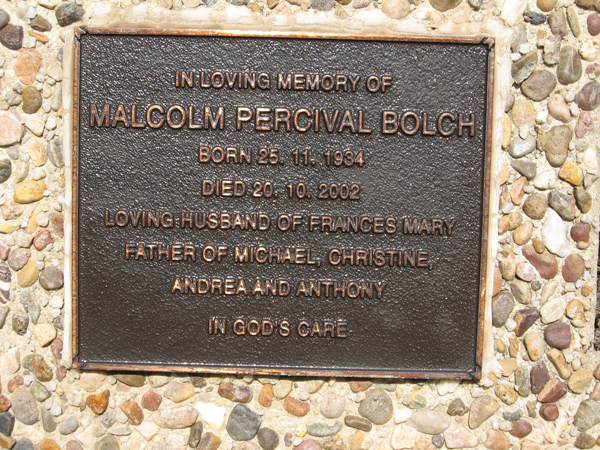 IN LOVING MEMORY OF
MALCOLM PERCIVAL BOLCH
BORN 25. 11. 1934
DIED 20. 10. 2002
LOVING HUSBAND OF FRANCES MARY
FATHER OF MICHAEL, CHRISTINE,
ANDREA AND ANTHONY
IN GOD'S CARE